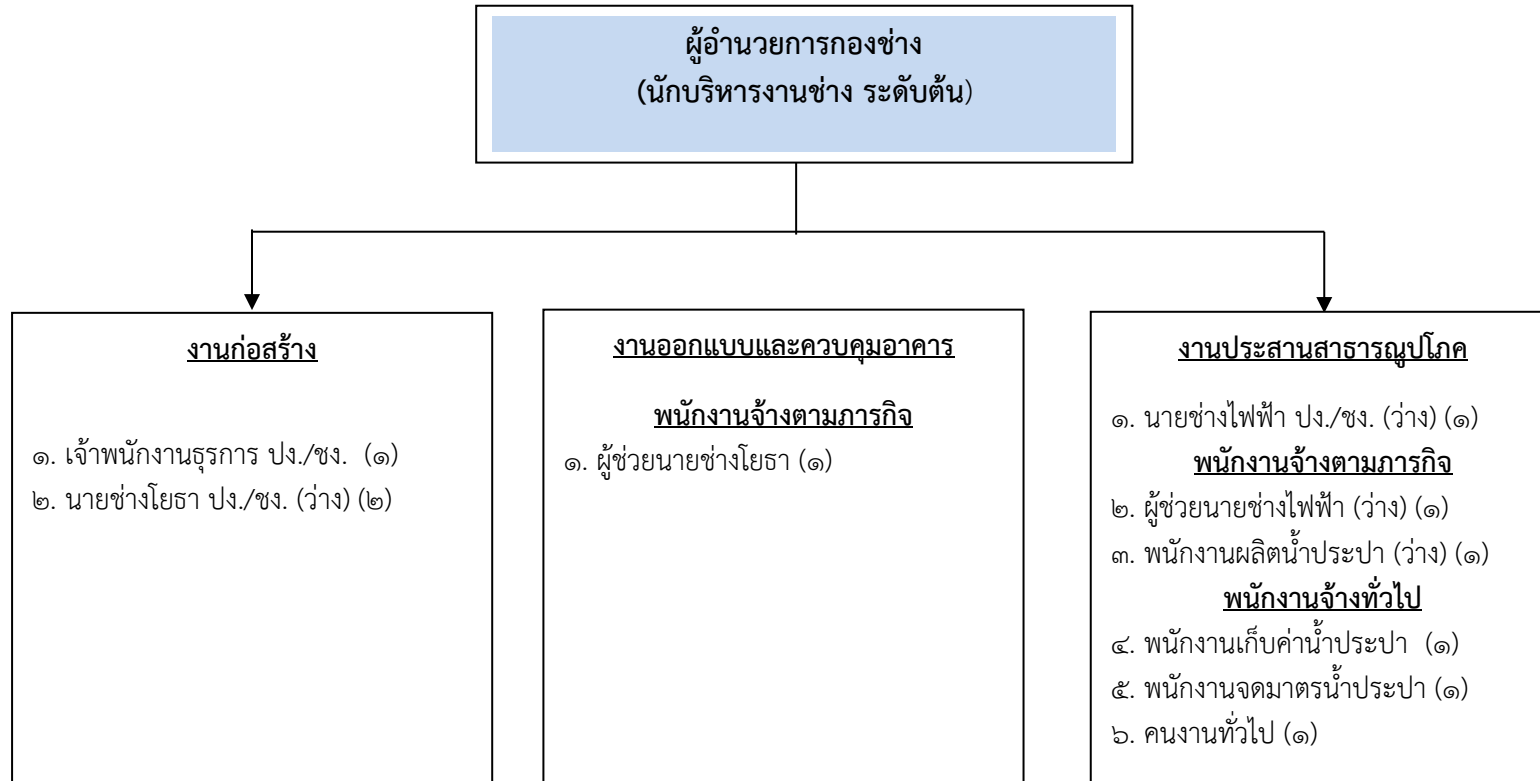 ผู้อำนวยการกองช่าง
(นักบริหารงานช่าง ระดับต้น)
งานก่อสร้าง
๑. เจ้าพนักงานธุรการ ปง./ชง. (๑)
๒. นายช่างโยธา ปง./ชง. (ว่าง) (๒)
งานออกแบบและควบคุมอาคาร
พนักงานจ้างตามภารกิจ
๑. ผู้ช่วยนายช่างโยธา (๑)
งานประสานสาธารณูปโภค
๑. นายช่างไฟฟ้า ปง./ชง. (ว่าง) (๑)
พนักงานจ้างตามภารกิจ
๒. ผู้ช่วยนายช่างไฟฟ้า (ว่าง) (๑)
๓. พนักงานผลิตน้ำประปา (ว่าง) (๑)
พนักงานจ้างทั่วไป
๔. พนักงานเก็บค่าน้ำประปา (๑)
๕. พนักงานจดมาตรน้ำประปา (๑)
๖. คนงานทั่วไป (๑)